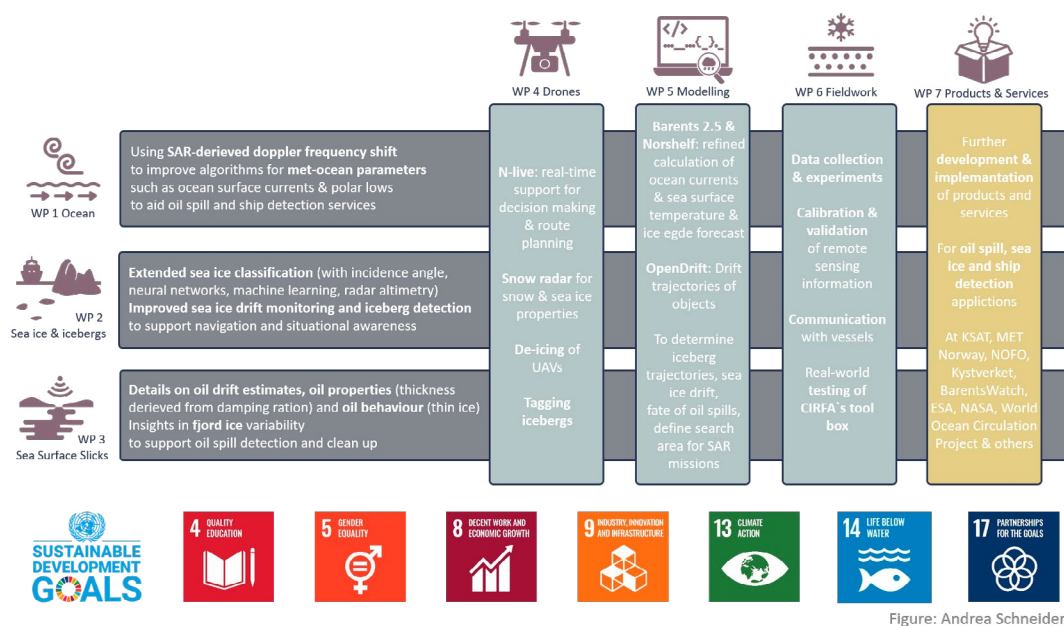 WP 4 Drones
WP 5 Modelling
WP 6 Fieldwork
WP 7 Products & Services
WP 1 Ocean
Using SAR-derieved doppler frequency shift
to improve algorithms for met-ocean parameters
such as ocean surface currents & polar lows
to aid oil spill and ship detection services
WP 2
Sea ice & icebergs
Extended sea ice classification (with incidence angle,
neural networks, machine learning, radar altimetry)
Improved sea ice drift monitoring and iceberg detection
to support navigation and situational awareness
WP 3
Sea Surface Slicks
Details on oil drift estimates, oil properties (thickness
derieved from damping ration) and oil behaviour (thin ice)
Insights in fjord ice variability
to support oil spill detection and clean up
N-live: real-time
support for
decision making
& route
planning
Snow radar for
snow & sea ice
properties
De-icing of
UAVs
Tagging
icebergs
</>
Barents 2.5 &
Norshelf: refined
calculation of
ocean currents
& sea surface
temperature &
ice egde forecast
OpenDrift: Drift
trajectories of
objects
To determine
iceberg
trajectories, sea
ice drift,
fate of oil spills,
define search
area for SAR
missions
Data collection
& experiments
Calibration &
validation
of remote
sensing
information
Communication
with vessels
Real-world
testing of
CIRFA`s tool
box
Further
development &
implemantation
of products and
services
For oil spill, sea
ice and ship
detection
applictions
At KSAT, MET
Norway, NOFO,
Kystverket,
BarentsWatch,
ESA, NASA, World
Ocean Circulation
Project & others
SUSTAINABLE
DEVELOPMENT
GOALS
4 QUALITY
EDUCATION
5 GENDER
EQUALITY
8 DECENT WORK AND
ECONOMIC GROWTH
9 INDUSTRY, INNOVATION
AND INFRASTRUCTURE
13 CLIMATE
ACTION
14 LIFE BELOW
WATER
17 PARTNERSHIPS
FOR THE GOALS
Figure: Andrea Schneider